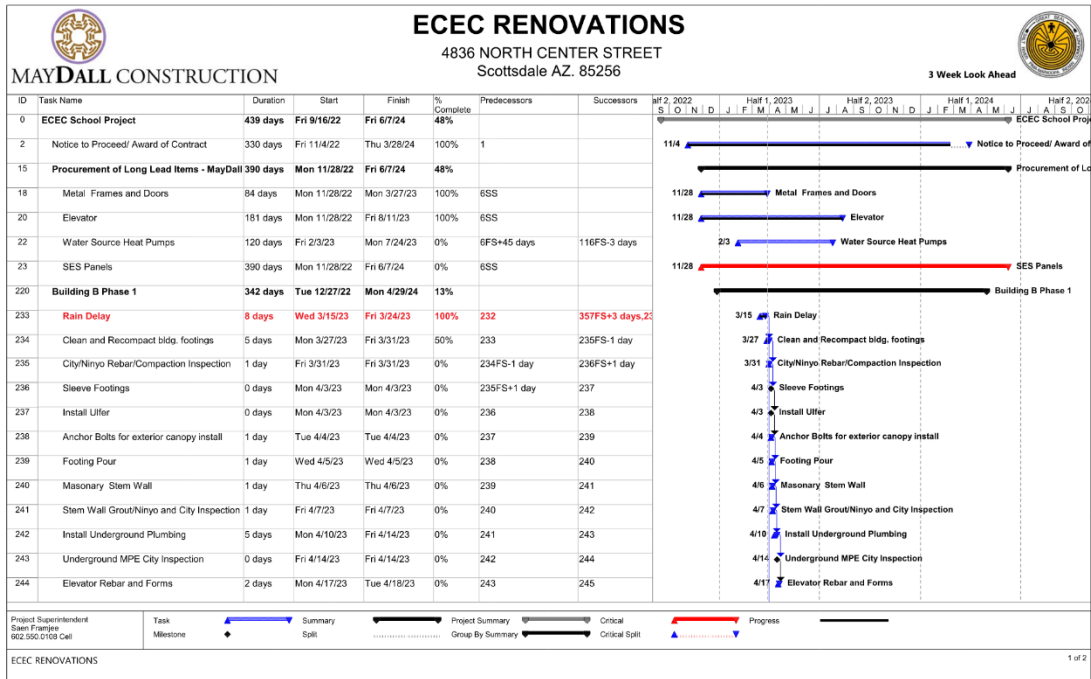 ECEC RENOVATIONS
4836 NORTH CENTER STREET
Scottsdale AZ. 85256
MAYDALL CONSTRUCTION
3 Week Look Ahead
ID Task Name Duration Start Finish % Complete Predecessors Successors alf 2, 2022 Half 1, 2023 Half 2, 2023 Half 1, 2024 Half 2, 202
S O N D J F M A M J J A S O N D J F M A M J J A S O
0 ECEC School Project 439 days Fri 9/16/22 Fri 6/7/24 48% ECEC School Proje
2 Notice to Proceed/ Award of Contract 330 days Fri 11/4/22 Thu 3/28/24 100% 1 11/4 Notice to Proceed/ Award of
15 Procurement of Long Lead Items - MayDall 390 days Mon 11/28/22 Fri 6/7/24 48% Procurement of Lo
18 Metal Frames and Doors 84 days Mon 11/28/22 Mon 3/27/23 100% 6SS 11/28 Metal Frames and Doors
20 Elevator 181 days Mon 11/28/22 Fri 8/11/23 100% 6SS 11/28 Elevator
22 Water Source Heat Pumps 120 days Fri 2/3/23 Mon 7/24/23 0% 6FS+45 days 116FS-3 days 2/3 Water Source Heat Pumps
23 SES Panels 390 days Mon 11/28/22 Fri 6/7/24 0% 6SS 11/28 SES Panels
220 Building B Phase 1 342 days Tue 12/27/22 Mon 4/29/24 13% Building B Phase 1
233 Rain Delay 8 days Wed 3/15/23 Fri 3/24/23 100% 232 357FS+3 days,23 3/15 Rain Delay
234 Clean and Recompact bldg. footings 5 days Mon 3/27/23 Fri 3/31/23 50% 233 235FS-1 day 3/27 Clean and Recompact bldg. footings
235 City/Ninyo Rebar/Compaction Inspection 1 day Fri 3/31/23 Fri 3/31/23 0% 234FS-1 day 236FS+1 day 3/31 City/Ninyo Rebar/Compaction Inspection
236 Sleeve Footings 0 days Mon 4/3/23 Mon 4/3/23 0% 235FS+1 day 237 4/3 Sleeve Footings
237 Install Ulfer 0 days Mon 4/3/23 Mon 4/3/23 0% 236 238 4/3 Install Ulfer
238 Anchor Bolts for exterior canopy install 1 day Tue 4/4/23 Tue 4/4/23 0% 237 239 4/4 Anchor Bolts for exterior canopy install
239 Footing Pour 1 day Wed 4/5/23 Wed 4/5/23 0% 238 240 4/5 Footing Pour
240 Masonary Stem Wall 1 day Thu 4/6/23 Thu 4/6/23 0% 239 241 4/6 Masonary Stem Wall
241 Stem Wall Grout/Ninyo and City Inspection 1 day Fri 4/7/23 Fri 4/7/23 0% 240 242 4/7 Stem Wall Grout/Ninyo and City Inspection
242 Install Underground Plumbing 5 days Mon 4/10/23 Fri 4/14/23 0% 241 243 4/10 Install Underground Plumbing
243 Underground MPE City Inspection 0 days Fri 4/14/23 Fri 4/14/23 0% 242 244 4/14 Underground MPE City Inspection
244 Elevator Rebar and Forms 2 days Mon 4/17/23 Tue 4/18/23 0% 243 245 4/17 Elevator Rebar and Forms
Project Superintendent
Saen Framjee
602.550.0108 Cell
Task Summary Project Summary Critical Progress
Milestone Split Group By Summary Critical Split
ECEC RENOVATIONS
1 of 2